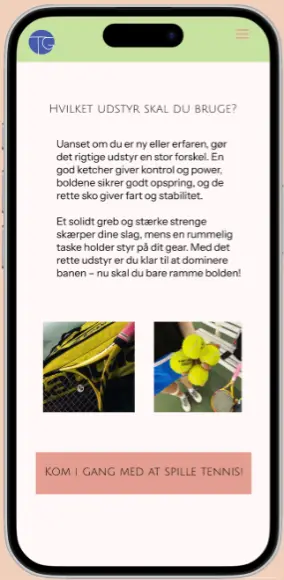 TG
Hvilket udstyr skal du bruge?
Uanset om du er ny eller erfaren, gør
det rigtige udstyr en stor forskel. En
god ketcher giver kontrol og power,
boldene sikrer godt opspring, og de
rette sko giver fart og stabilitet.
Et solidt greb og stærke strenge
skærper dine slag, mens en rummelig
taske holder styr på dit gear. Med det
rette udstyr er du klar til at dominere
banen – nu skal du bare ramme bolden!
Kom i gang med at spille tennis!